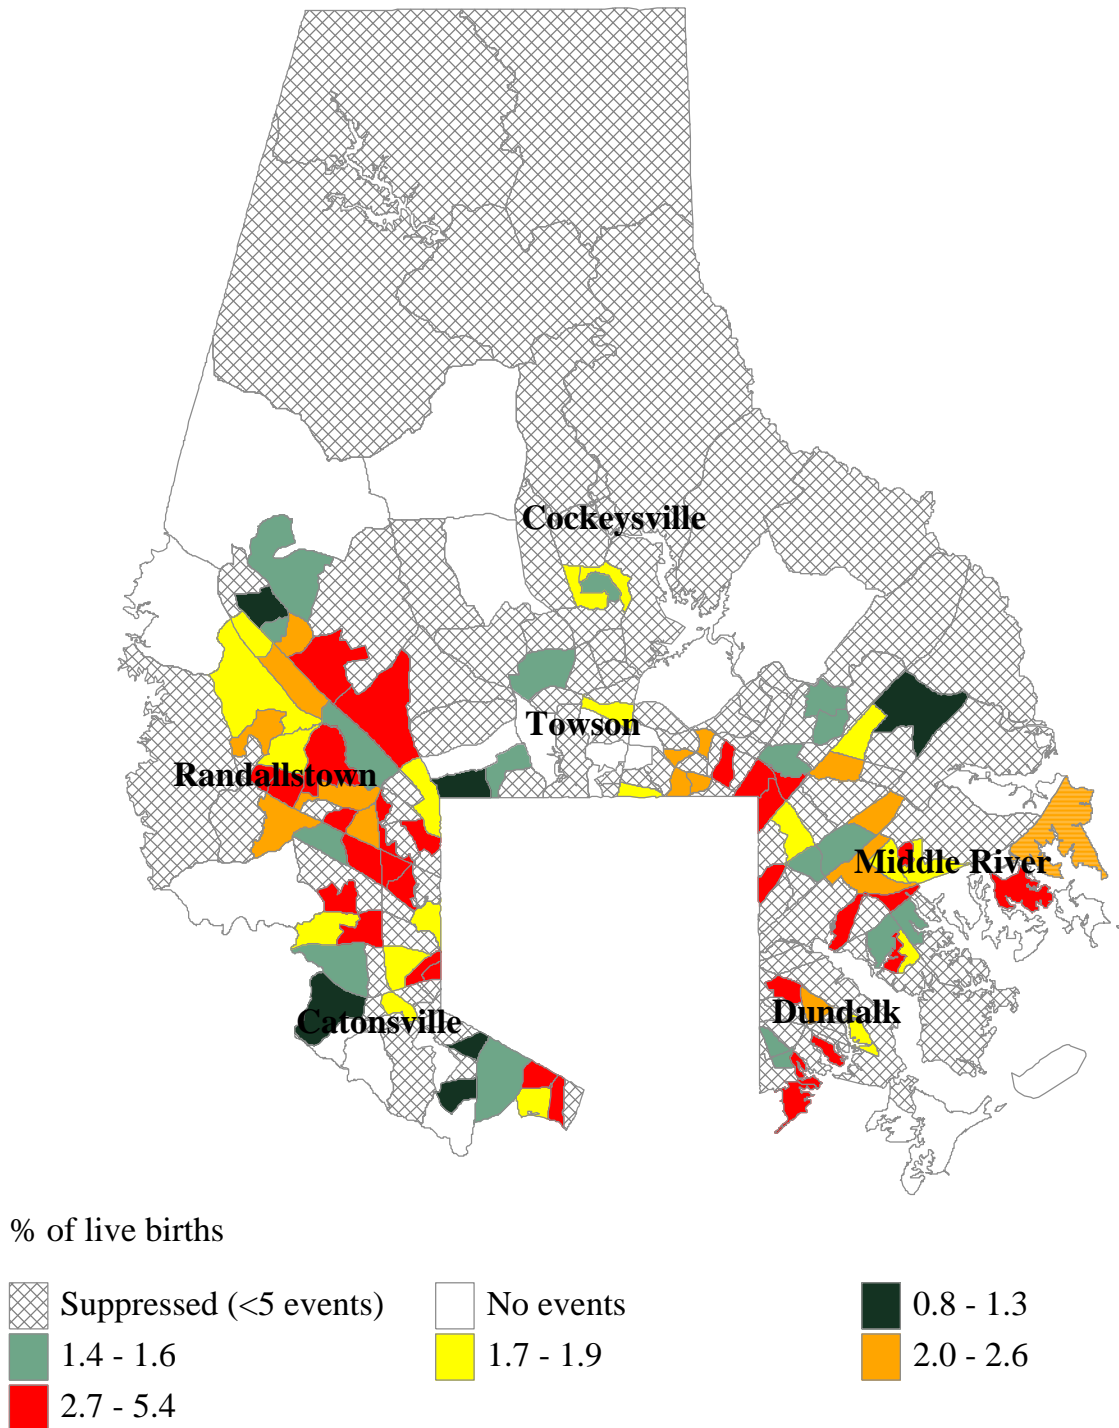 Cockeysville
Towson
Randallstown
Middle River
Dundalk
Catonsville
% of live births
Suppressed (<5 events) No events 0.8 - 1.3
1.4 - 1.6 1.7 - 1.9 2.0 - 2.6
2.7 - 5.4